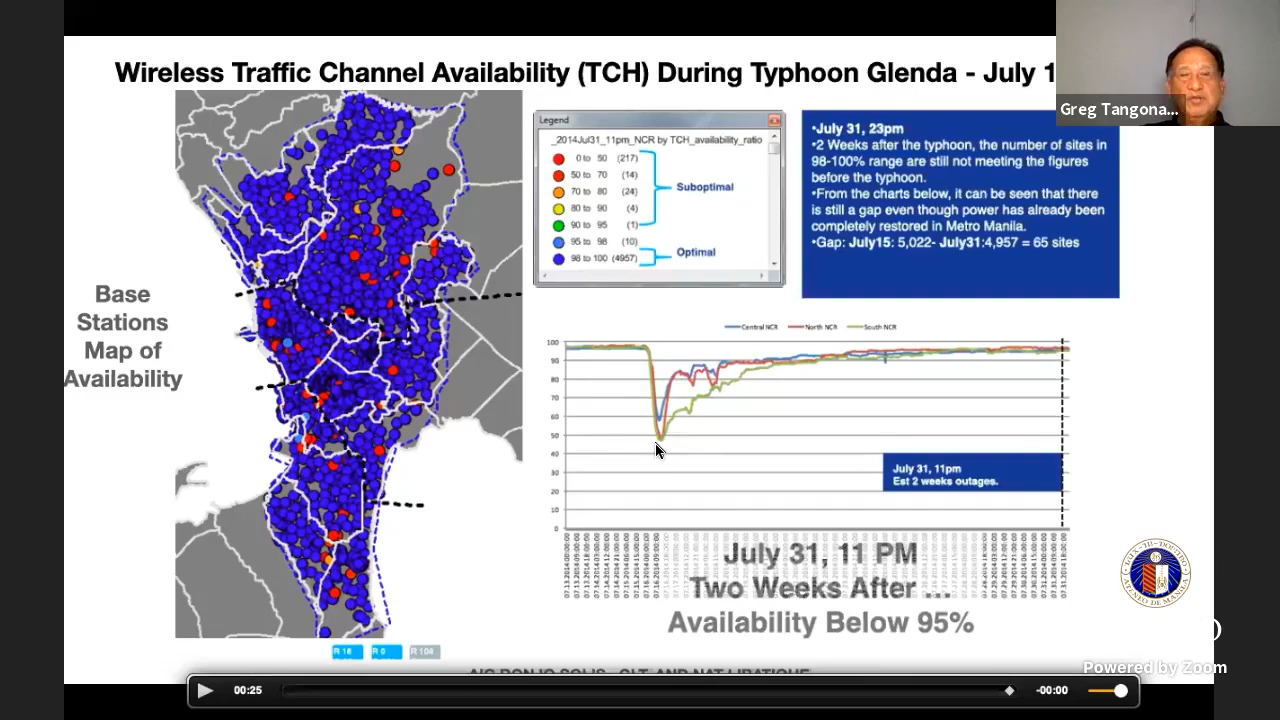 Wireless Traffic Channel Availability (TCH) During Typhoon Glenda - July 1
Greg Tangona...
Base
Stations
Map of
Availability
Legend
_2014Jul31_11pm_NCR by TCH_availability_ratio
0 to 50 (217)
50 to 70 (14)
70 to 80 (24)
80 to 90 (4)
90 to 95 (1)
95 to 98 (10)
98 to 100 (4957)
Suboptimal
Optimal
•July 31, 23pm
•2 Weeks after the typhoon, the number of sites in
98-100% range are still not meeting the figures
before the typhoon.
•From the charts below, it can be seen that there
is still a gap even though power has already been
completely restored in Metro Manila.
•Gap: July15: 5,022- July31:4,957 = 65 sites
Central NCR North NCR South NCR
100
90
80
70
60
50
40
30
20
10
0
July 31, 11pm
Est 2 weeks outages.
July 31, 11 PM
Two Weeks After ...
Availability Below 95%
R 18 R 0 R 104
Powered by Zoom
00:25 -00:00